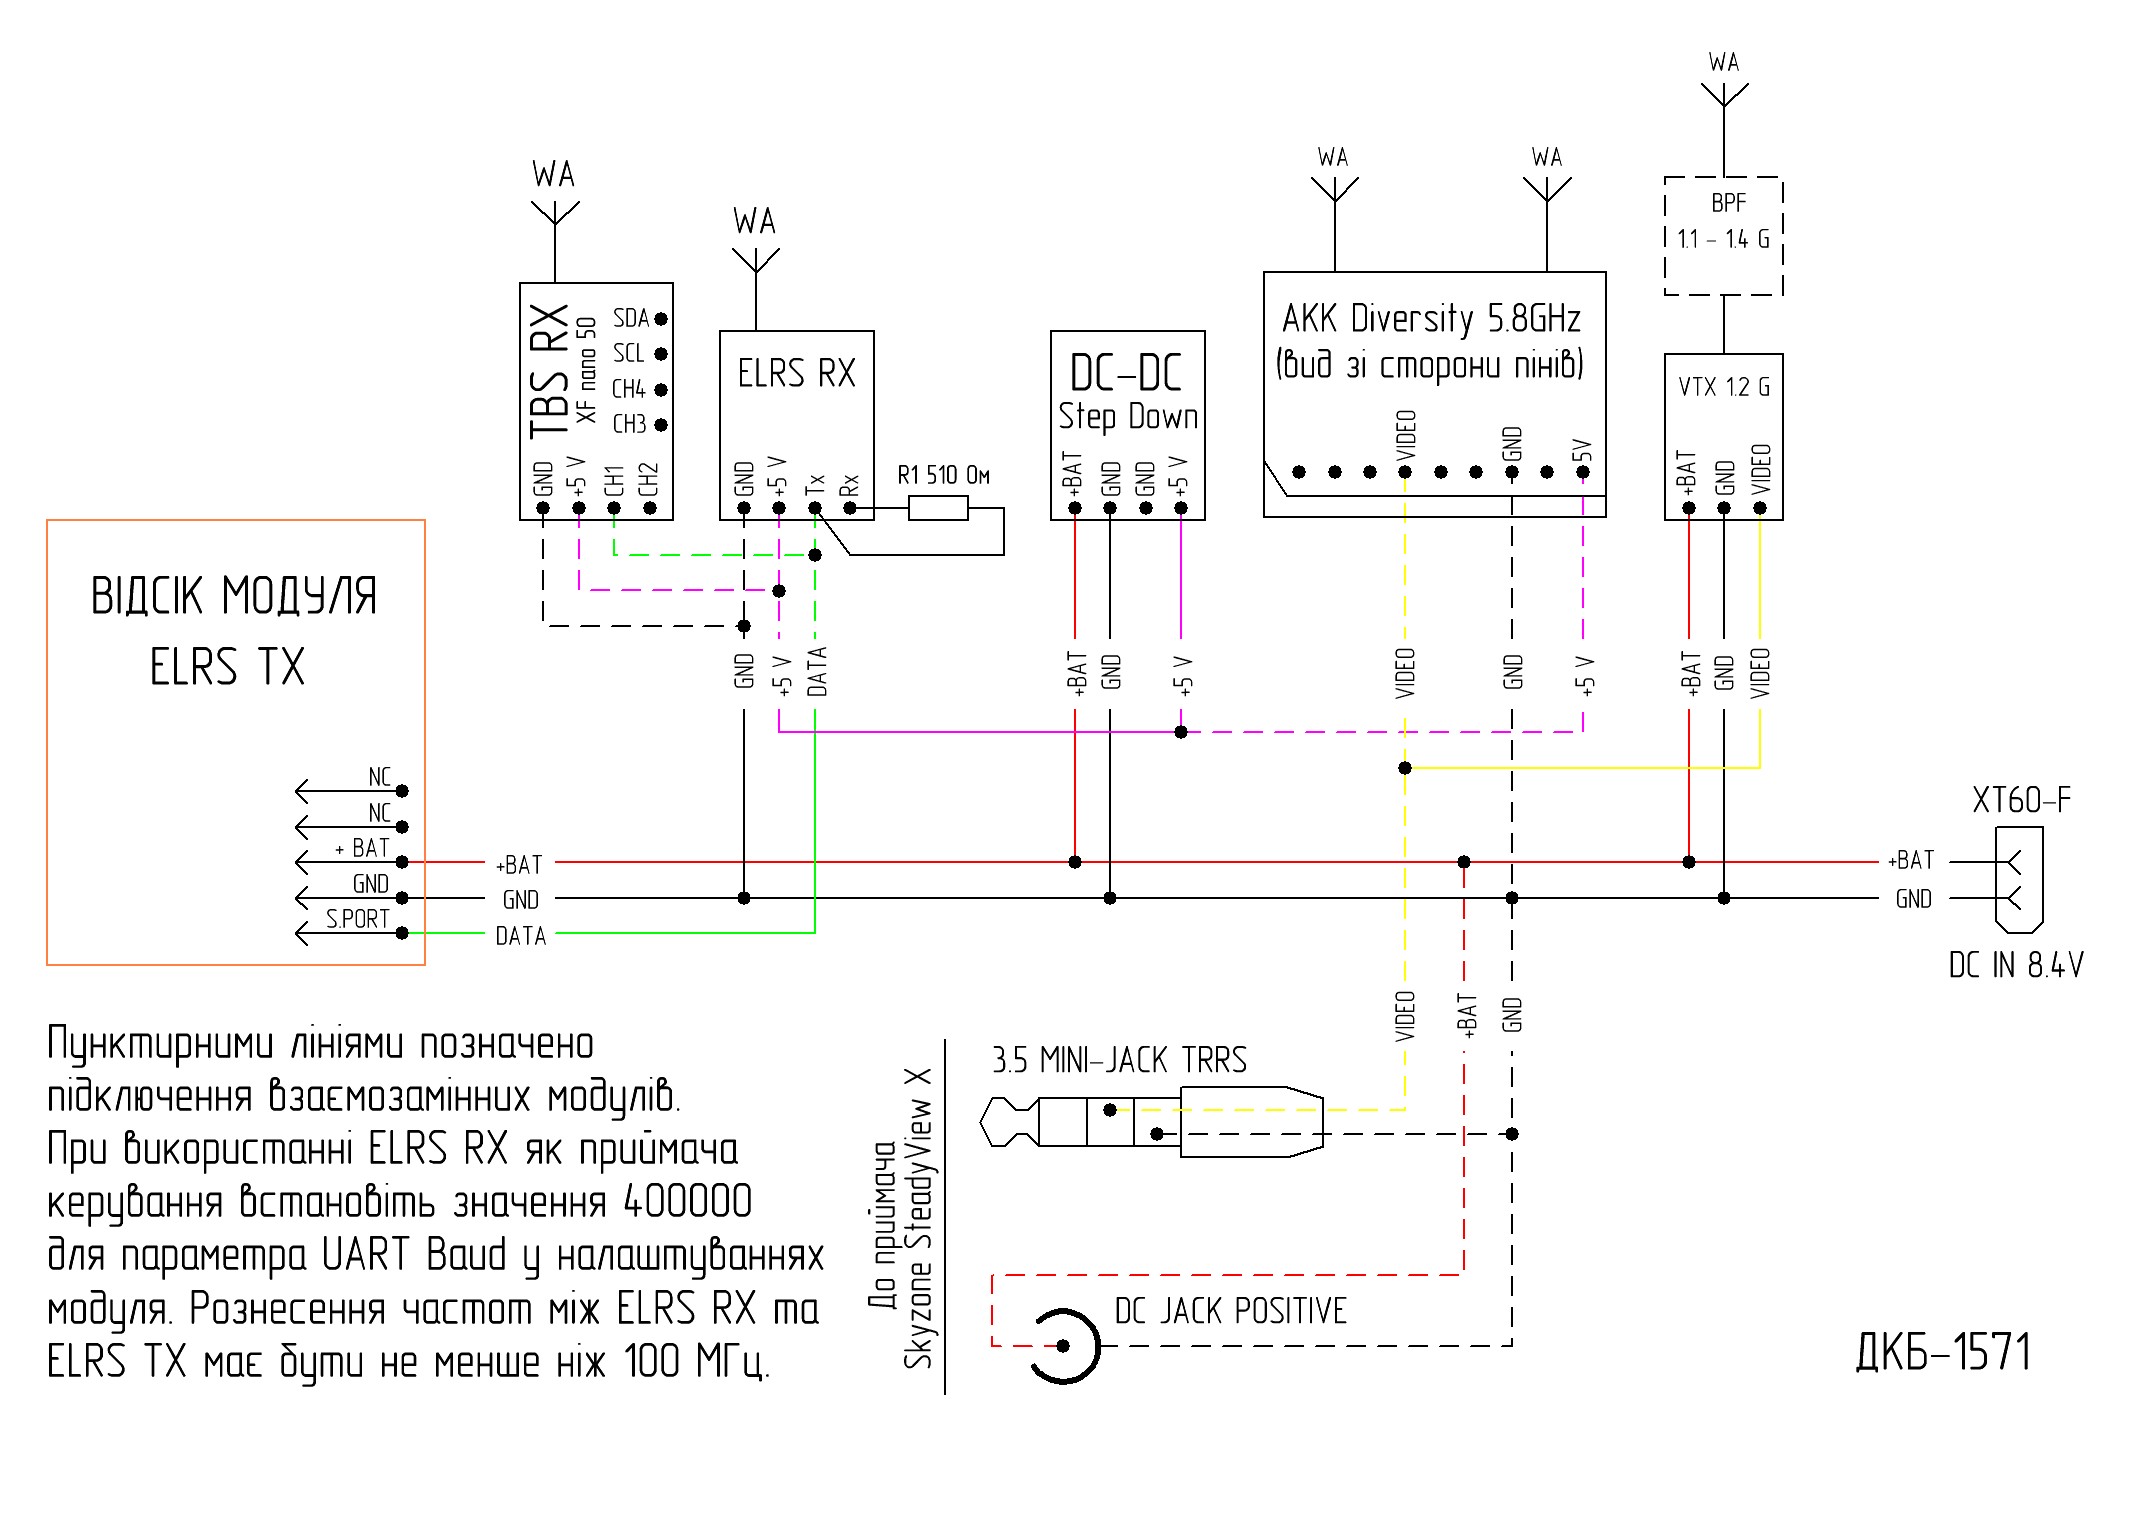 WA
WA
WA
WA
WA
BPF
1.1 – 1.4 G
TBS RX
XF nano 50
SDA
SCL
CH4
CH3
GND
+5 V
CH1
CH2
ELRS RX
GND
+5 V
Tx
Rx
R1 510 Ом
DC–DC
Step Down
+BAT
GND
GND
+5 V
AKK Diversity 5.8GHz
(вид зі сторони пінів)
VIDEO
GND
5V
VTX 1.2 G
+BAT
GND
VIDEO
ВІДСІК МОДУЛЯ
ELRS TX
GND
+5 V
DATA
+BAT
GND
+5 V
VIDEO
GND
+5 V
+BAT
GND
VIDEO
NC
NC
+ BAT
GND
S.PORT
+BAT
GND
DATA
XT60–F
+BAT
GND
DC IN 8.4V
VIDEO
+BAT
GND
Пунктирними лініями позначено
підключення взаємозамінних модулів.
При використанні ELRS RX як приймача
керування встановіть значення 400000
для параметра UART Baud у налаштуваннях
модуля. Рознесення частот між ELRS RX та
ELRS TX має бути не менше ніж 100 МГц.
До приймача
Skyzone SteadyView X
3.5 MINI–JACK TRRS
DC JACK POSITIVE
ДКБ–1571